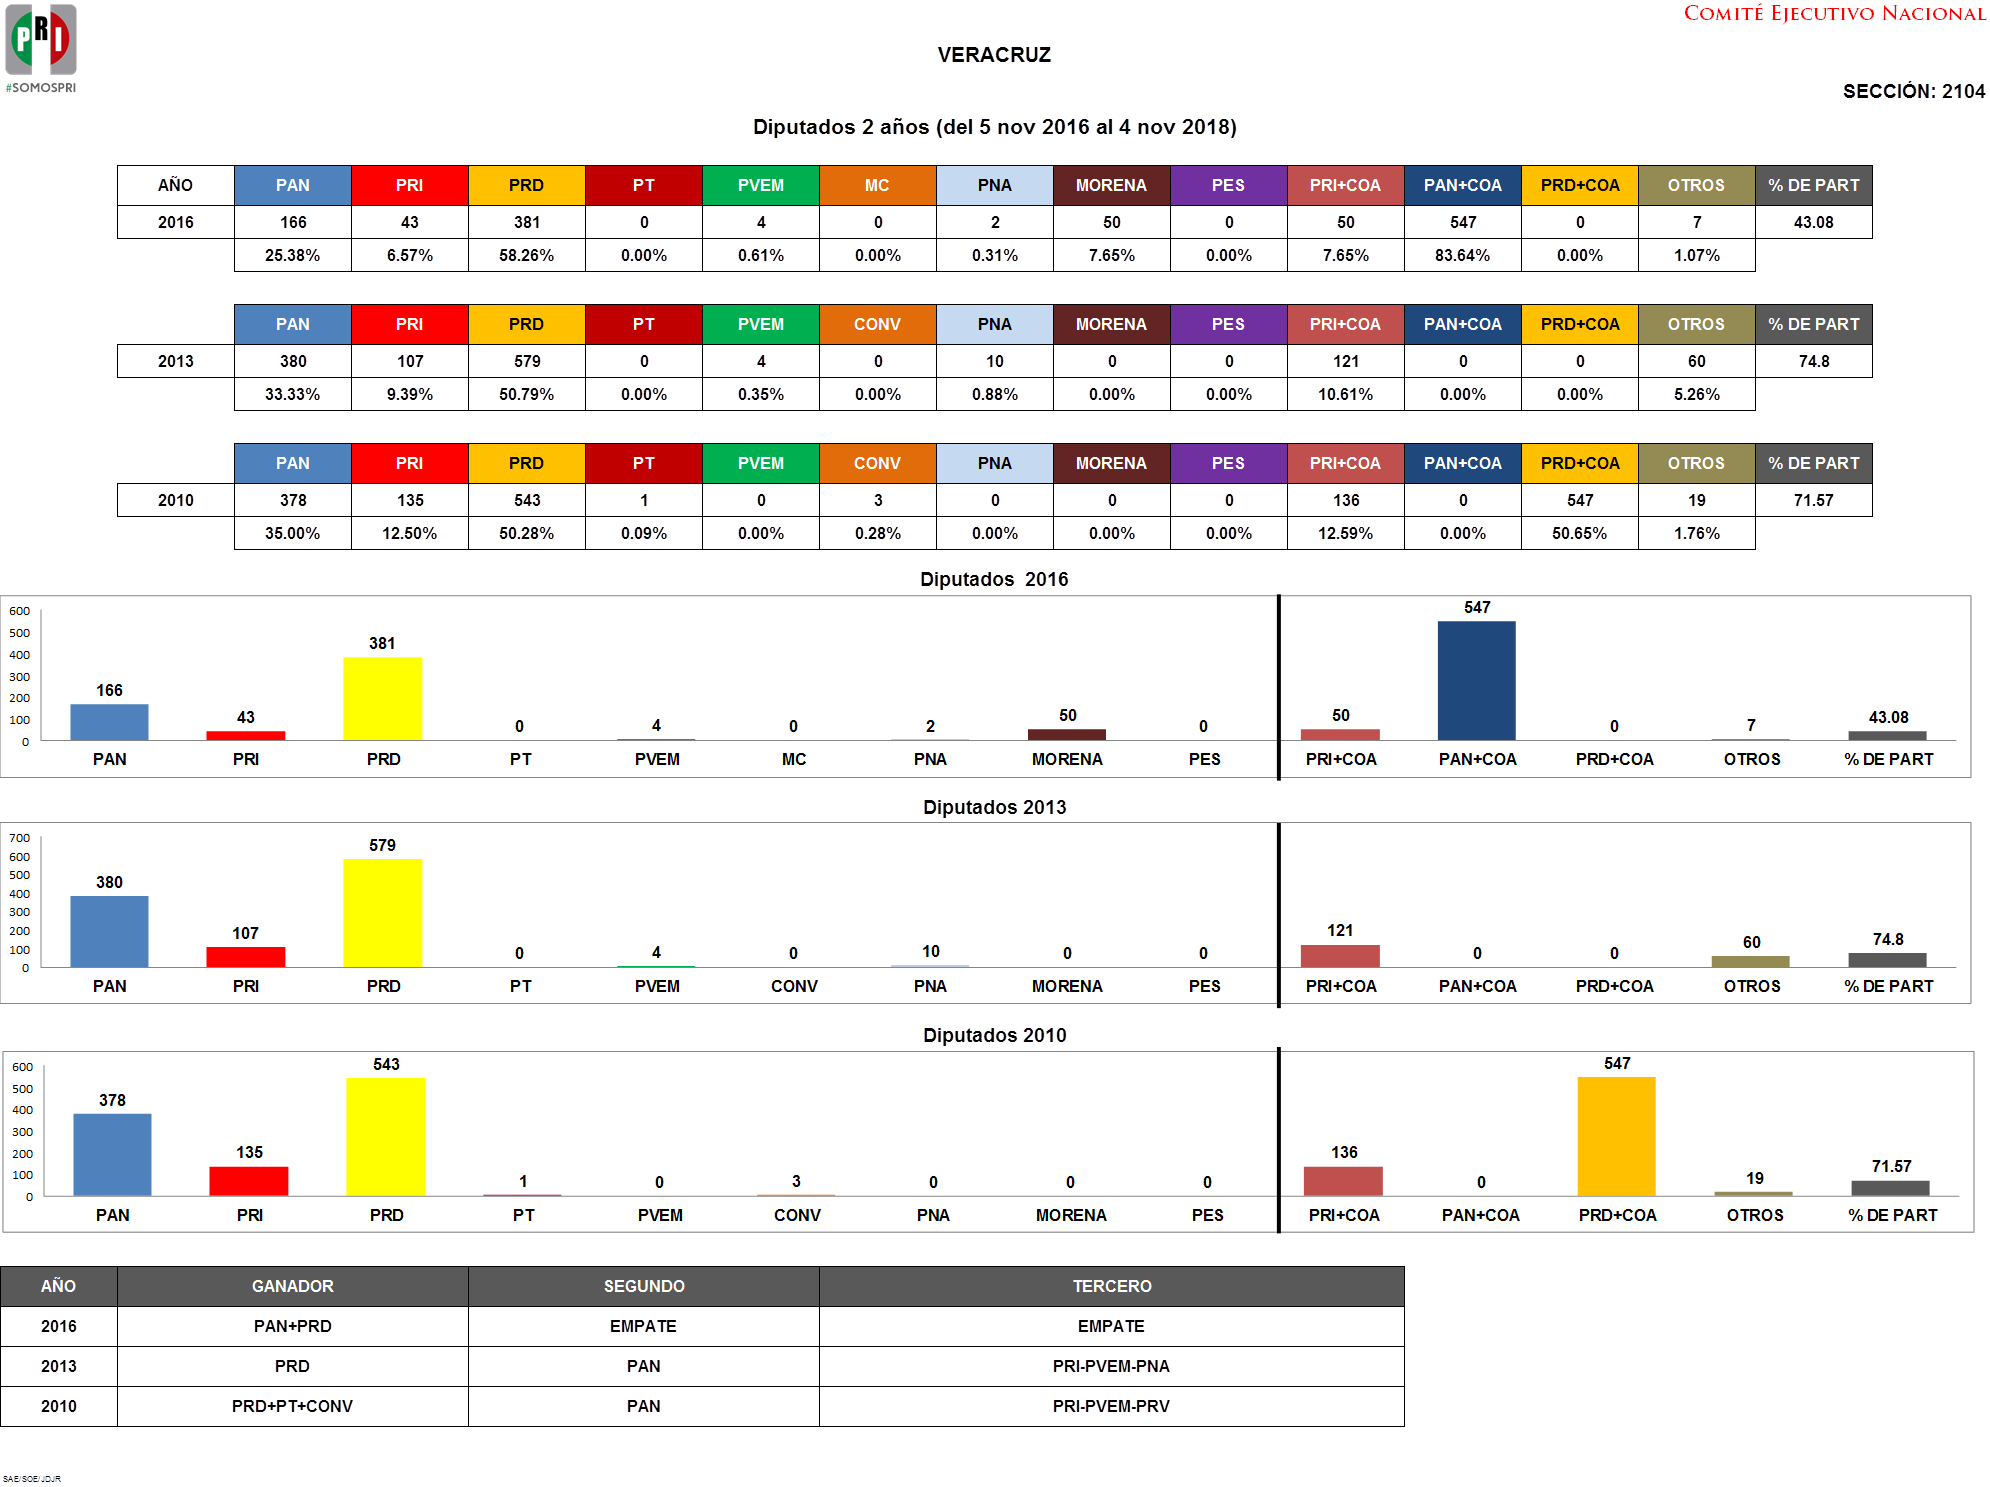 COMITÉ EJECUTIVO NACIONAL
PRI
#SOMOSPRI
VERACRUZ
SECCIÓN: 2104
Diputados 2 años (del 5 nov 2016 al 4 nov 2018)
AÑO PAN PRI PRD PT PVEM MC PNA MORENA PES PRI+COA PAN+COA PRD+COA OTROS % DE PART
2016 166 43 381 0 4 0 2 50 0 50 547 0 7 43.08
25.38% 6.57% 58.26% 0.00% 0.61% 0.00% 0.31% 7.65% 0.00% 7.65% 83.64% 0.00% 1.07%
PAN PRI PRD PT PVEM CONV PNA MORENA PES PRI+COA PAN+COA PRD+COA OTROS % DE PART
2013 380 107 579 0 4 0 10 0 0 121 0 0 60 74.8
33.33% 9.39% 50.79% 0.00% 0.35% 0.00% 0.88% 0.00% 0.00% 10.61% 0.00% 0.00% 5.26%
PAN PRI PRD PT PVEM CONV PNA MORENA PES PRI+COA PAN+COA PRD+COA OTROS % DE PART
2010 378 135 543 1 0 3 0 0 0 136 0 547 19 71.57
35.00% 12.50% 50.28% 0.09% 0.00% 0.28% 0.00% 0.00% 0.00% 12.59% 0.00% 50.65% 1.76%
Diputados 2016
600
500
400
300
200
100
0
166 43 381 0 4 0 2 50 0 50 547 0 7 43.08
PAN PRI PRD PT PVEM MC PNA MORENA PES PRI+COA PAN+COA PRD+COA OTROS % DE PART
Diputados 2013
700
600
500
400
300
200
100
0
380 107 579 0 4 0 10 0 0 121 0 0 60 74.8
PAN PRI PRD PT PVEM CONV PNA MORENA PES PRI+COA PAN+COA PRD+COA OTROS % DE PART
Diputados 2010
600
500
400
300
200
100
0
378 135 543 1 0 3 0 0 0 136 0 547 19 71.57
PAN PRI PRD PT PVEM CONV PNA MORENA PES PRI+COA PAN+COA PRD+COA OTROS % DE PART
AÑO GANADOR SEGUNDO TERCERO
2016 PAN+PRD EMPATE EMPATE
2013 PRD PAN PRI-PVEM-PNA
2010 PRD+PT+CONV PAN PRI-PVEM-PRV
SAE/SOE/JDJR